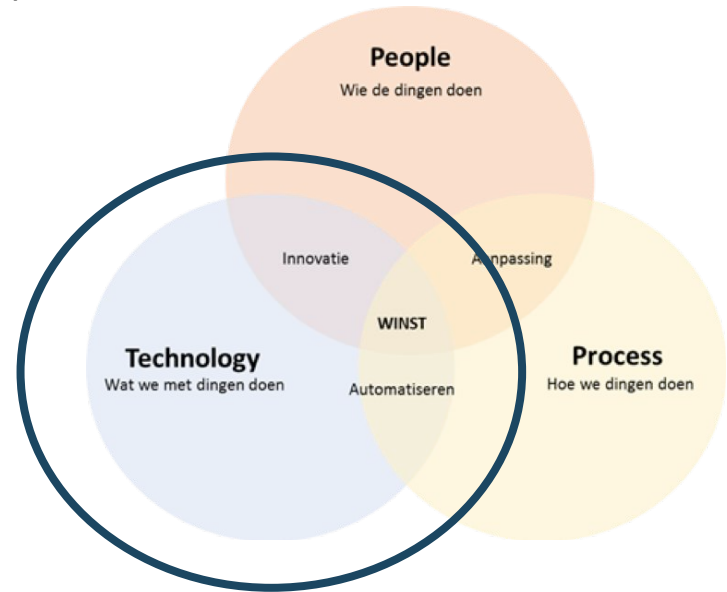 People
Wie de dingen doen
Innovatie
Aanpassing
WINST
Technology
Wat we met dingen doen
Process
Hoe we dingen doen
Automatiseren